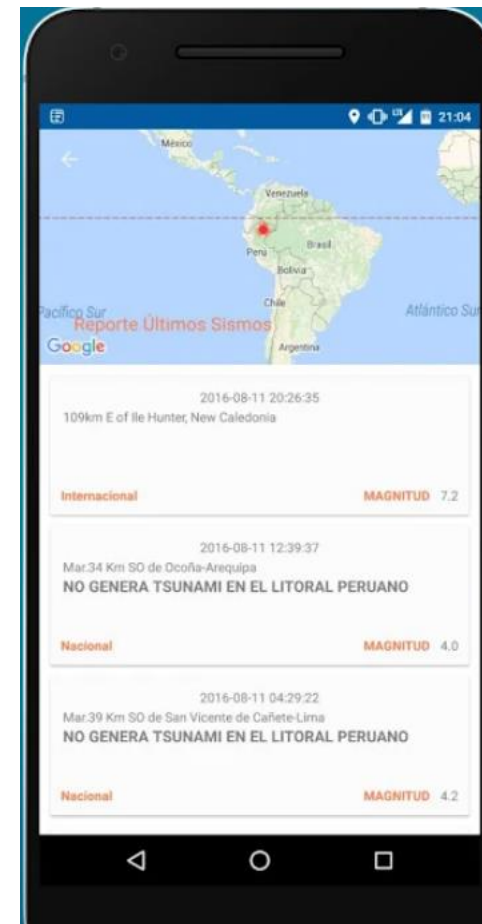 21:04
México
Venezuela
Perú
Brasil
Bolivia
Chile
Pacífico Sur
Atlántico Sur
Reporte Últimos Sismos
Google
Argentina
2016-08-11 20:26:35
109km E of Ile Hunter, New Caledonia
Internacional MAGNITUD 7.2
2016-08-11 12:39:37
Mar.34 Km SO de Ocoña-Arequipa
NO GENERA TSUNAMI EN EL LITORAL PERUANO
Nacional MAGNITUD 4.0
2016-08-11 04:29:22
Mar.39 Km SO de San Vicente de Cañete-Lima
NO GENERA TSUNAMI EN EL LITORAL PERUANO
Nacional MAGNITUD 4.2